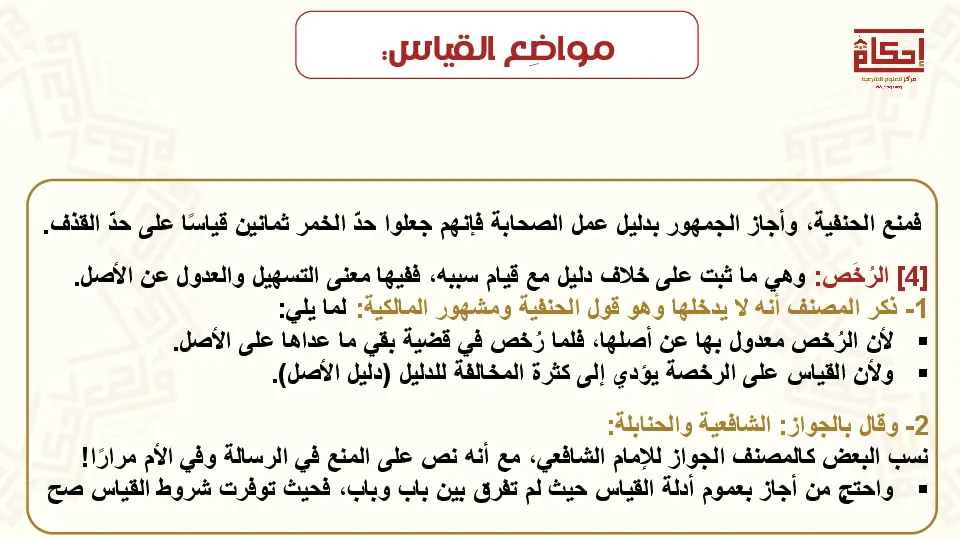 مواضِع القياس:
إحكام
مركز للعلوم الشرعية
فمنع الحنفية، وأجاز الجمهور بدليل عمل الصحابة فإنهم جعلوا حدّ الخمر ثمانين قياسًا على حدّ القذف.
[4] الرُخَص: وهي ما ثبت على خلاف دليل مع قيام سببه، ففيها معنى التسهيل والعدول عن الأصل.
1- ذكر المصنف أنه لا يدخلها وهو قول الحنفية ومشهور المالكية: لما يلي:
▪ لأن الرُخص معدول بها عن أصلها، فلما رُخص في قضية بقي ما عداها على الأصل.
▪ ولأن القياس على الرخصة يؤدي إلى كثرة المخالفة للدليل (دليل الأصل).
2- وقال بالجواز: الشافعية والحنابلة:
نسب البعض كالمصنف الجواز للإمام الشافعي، مع أنه نص على المنع في الرسالة وفي الأم مرارًا!
▪ واحتج من أجاز بعموم أدلة القياس حيث لم تفرق بين باب وباب، فحيث توفرت شروط القياس صح